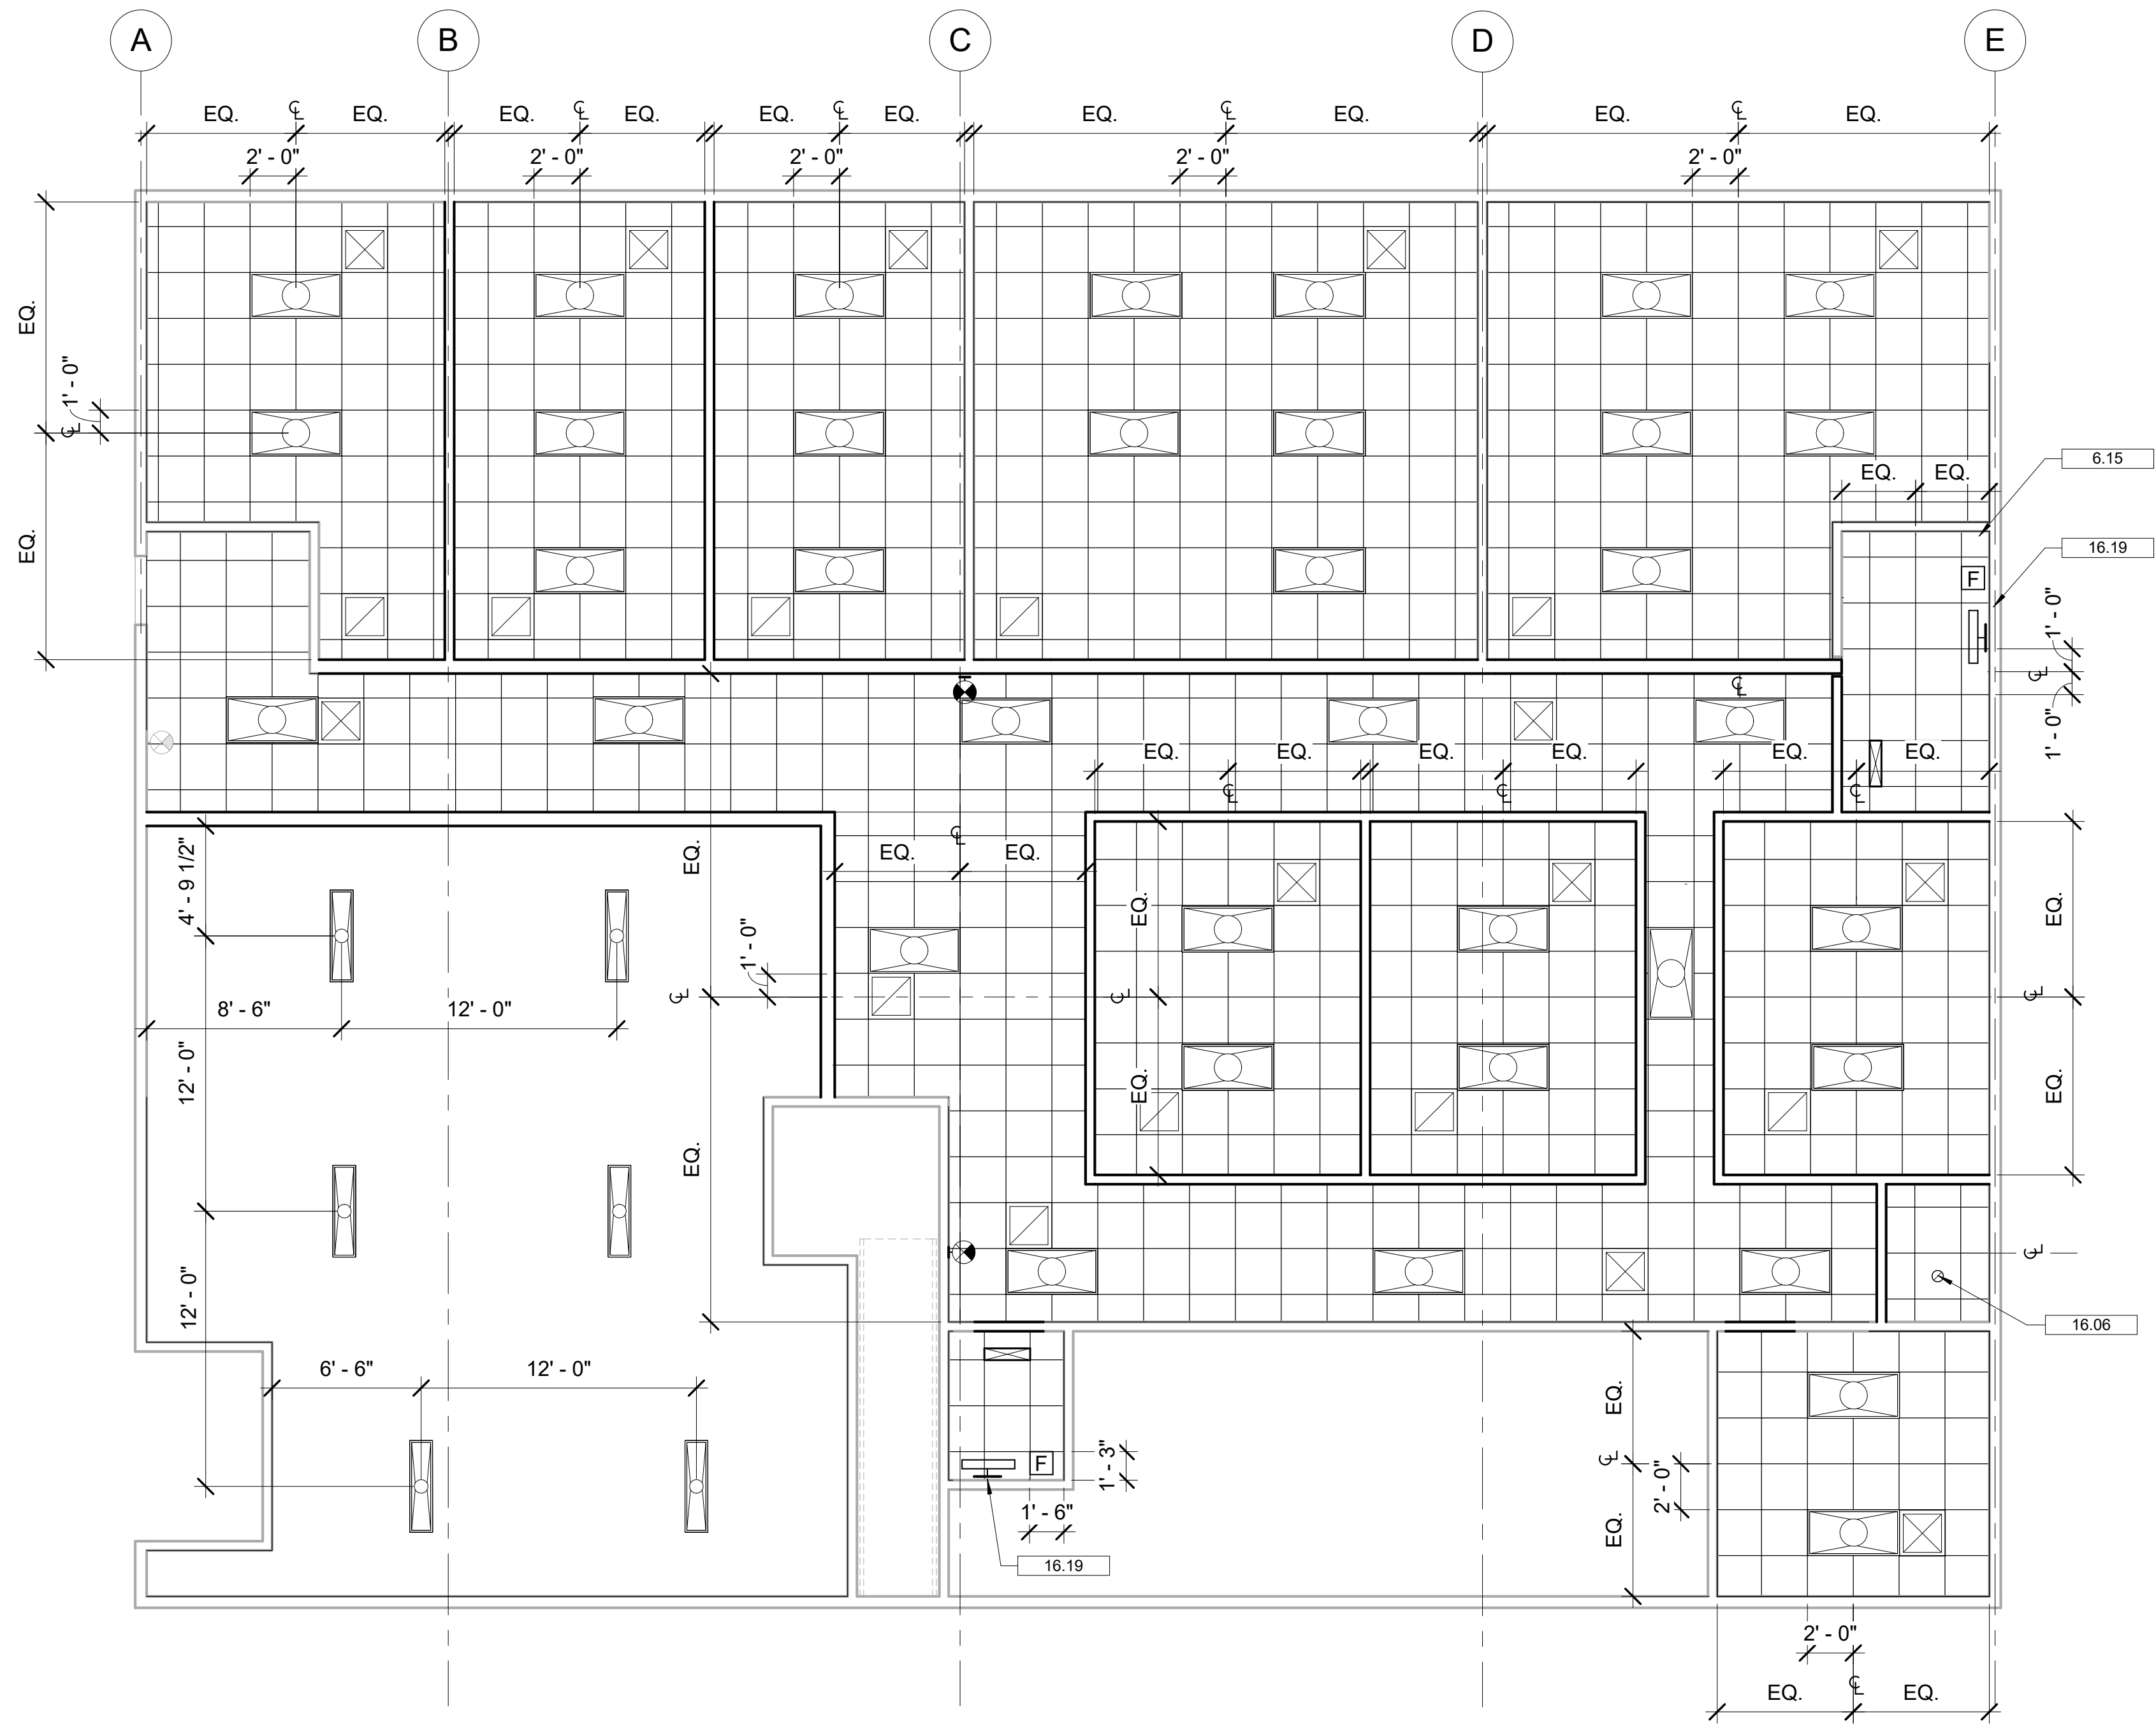 A B C D E
EQ. ℄ EQ. EQ. ℄ EQ. EQ. ℄ EQ. EQ. ℄ EQ. EQ. ℄ EQ.
2' - 0" 2' - 0" 2' - 0" 2' - 0" 2' - 0"
EQ.
1' - 0"
℄
6.15
EQ. EQ.
EQ.
16.19
F
1' - 0"
℄
1' - 0"
℄
EQ. EQ. EQ. EQ. EQ. EQ.
℄ ℄ ℄
4' - 9 1/2"
EQ.
℄
EQ. EQ.
EQ.
EQ.
1' - 0"
℄
℄
℄
8' - 6" 12' - 0"
12' - 0"
EQ.
EQ.
EQ.
℄
12' - 0"
16.06
6' - 6" 12' - 0"
EQ.
F
1' - 3"
℄
2' - 0"
1' - 6"
EQ.
16.19
2' - 0"
EQ. ℄ EQ.